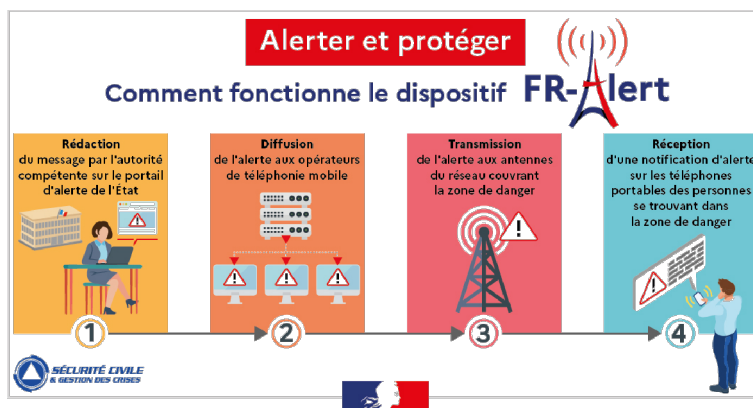 Alerter et protéger
Comment fonctionne le dispositif FR-Alert
Rédaction
du message par l'autorité
compétente sur le portail
d'alerte de l'État
Diffusion
de l'alerte aux opérateurs
de téléphonie mobile
Transmission
de l'alerte aux antennes
du réseau couvrant
la zone de danger
Réception
d'une notification d'alerte
sur les téléphones
portables des personnes
se trouvant dans
la zone de danger
1
2
3
4
SÉCURITÉ CIVILE
& GESTION DES CRISES